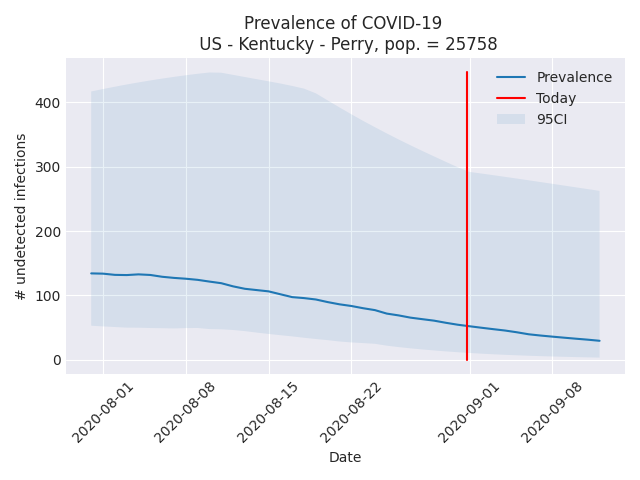 Prevalence of COVID-19
US - Kentucky - Perry, pop. = 25758
Prevalence
Today
95CI
# undetected infections
400
300
200
100
0
2020-08-01
2020-08-08
2020-08-15
2020-08-22
2020-09-01
2020-09-08
Date